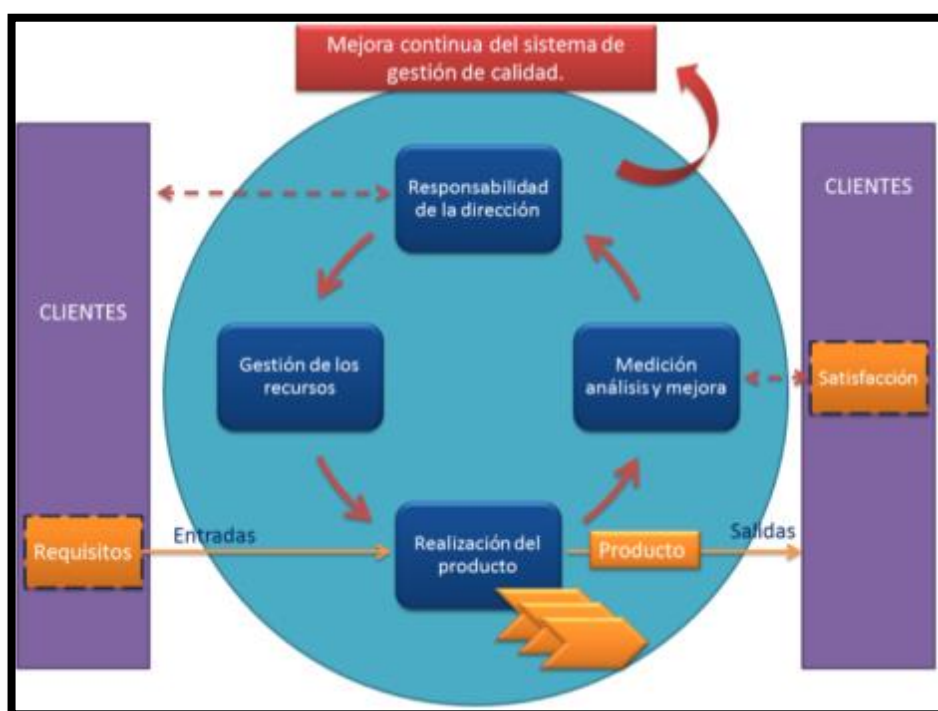 Mejora continua del sistema de
gestión de calidad.
CLIENTES
Responsabilidad
de la dirección
CLIENTES
Gestión de los
recursos
Medición
análisis y mejora
Satisfacción
Requisitos
Entradas
Realización del
producto
Producto
Salidas